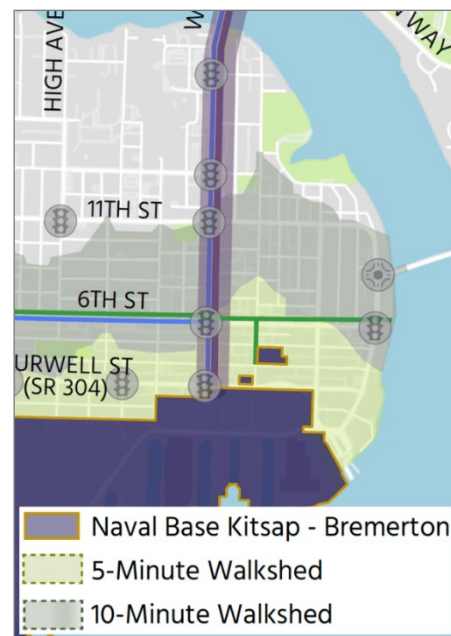 HIGH AVE
W
N WAY
11TH ST
6TH ST
URWELL ST
(SR 304)
Naval Base Kitsap - Bremerton
5-Minute Walkshed
10-Minute Walkshed